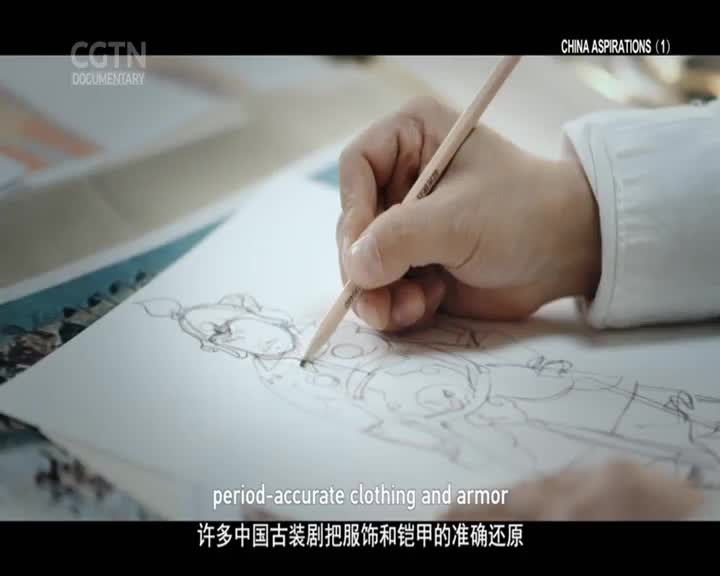 CGTN
DOCUMENTARY
CHINA ASPIRATIONS (1)
period-accurate clothing and armor
许多中国古装剧把服饰和铠甲的准确还原